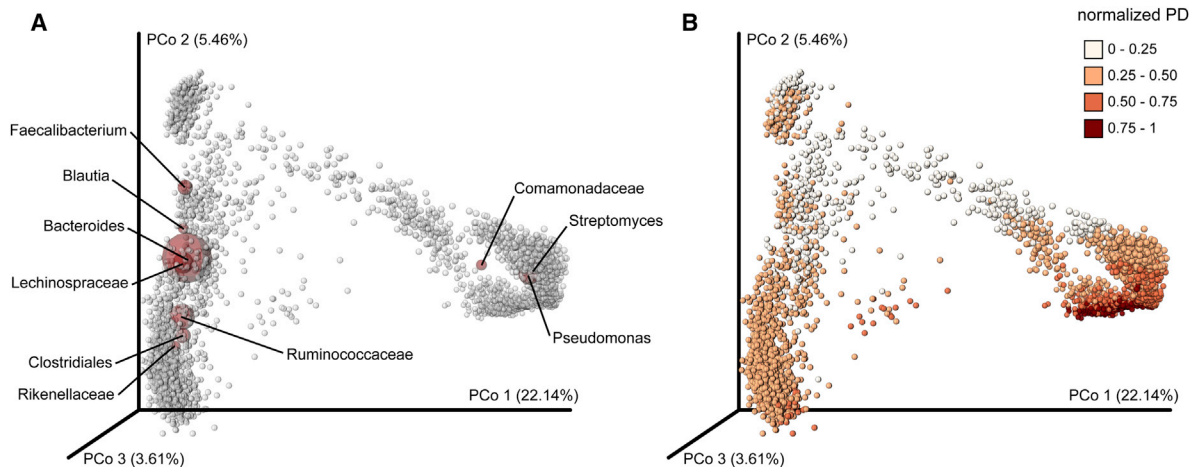 A
PCo 2 (5.46%)
Faecalibacterium
Blautia
Bacteroides
Lechinospraceae
Clostridiales
Rikenellaceae
Ruminococcaceae
Comamonadaceae
Streptomyces
Pseudomonas
PCo 1 (22.14%)
PCo 3 (3.61%)
B
PCo 2 (5.46%)
normalized PD
0 - 0.25
0.25 - 0.50
0.50 - 0.75
0.75 - 1
PCo 1 (22.14%)
PCo 3 (3.61%)